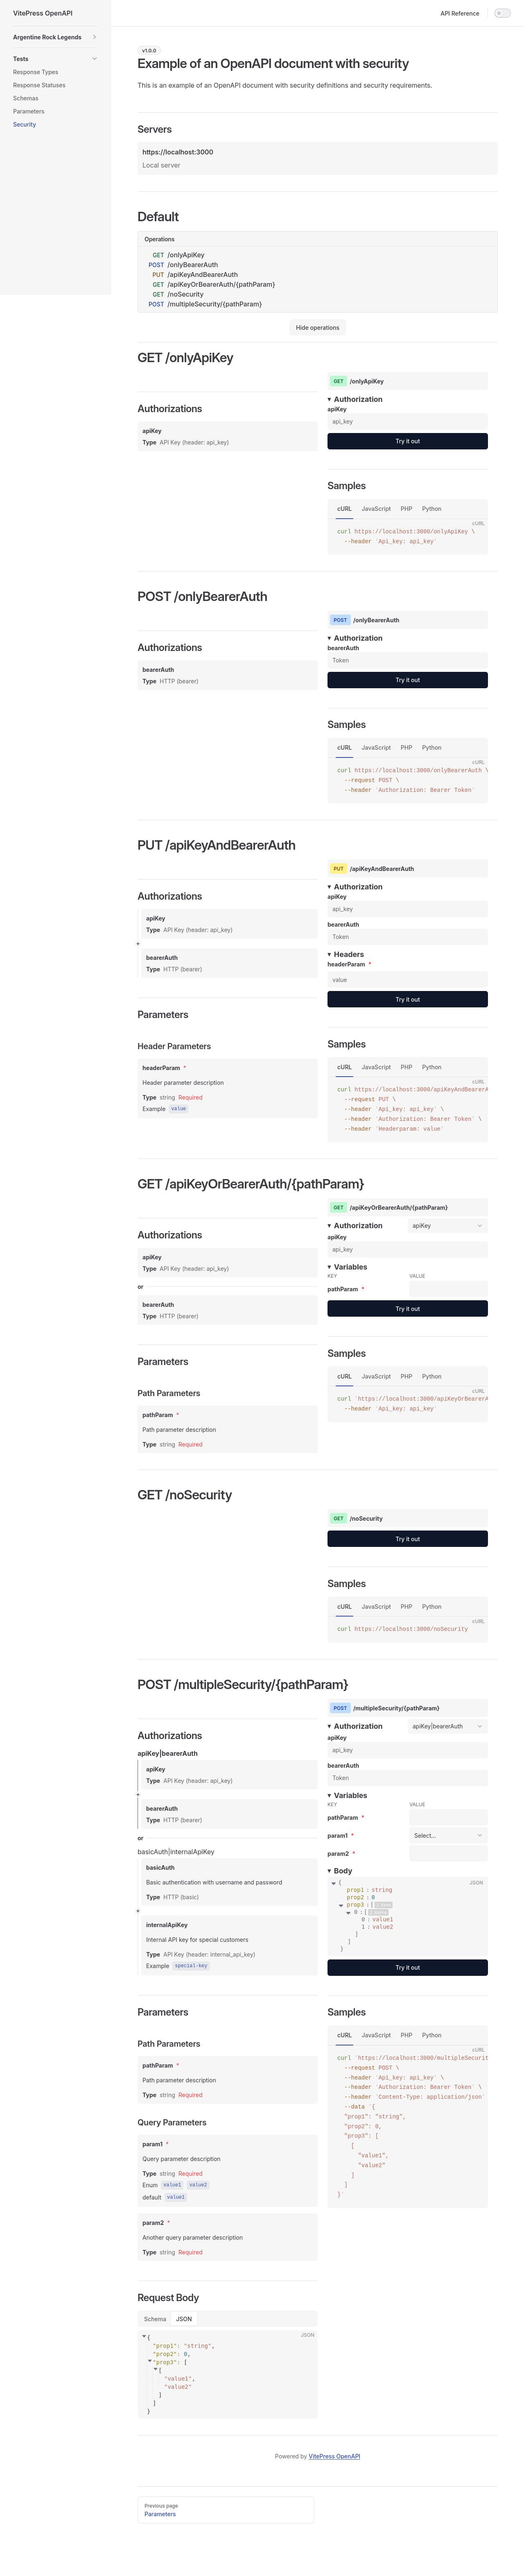 VitePress OpenAPI
API Reference
Argentine Rock Legends
Tests
Response Types
Response Statuses
Schemas
Parameters
Security
v1.0.0
Example of an OpenAPI document with security
This is an example of an OpenAPI document with security definitions and security requirements.
Servers
https://localhost:3000
Local server
Default
Operations
GET /onlyApiKey
POST /onlyBearerAuth
PUT /apiKeyAndBearerAuth
GET /apiKeyOrBearerAuth/{pathParam}
GET /noSecurity
POST /multipleSecurity/{pathParam}
Hide operations
GET /onlyApiKey
Authorizations
apiKey
Type API Key (header: api_key)
GET /onlyApiKey
Authorization
apiKey
api_key
Try it out
Samples
cURL JavaScript PHP Python
cURL
curl https://localhost:3000/onlyApiKey \
--header 'Api_key: api_key'
POST /onlyBearerAuth
Authorizations
bearerAuth
Type HTTP (bearer)
POST /onlyBearerAuth
Authorization
bearerAuth
Token
Try it out
Samples
cURL JavaScript PHP Python
cURL
curl https://localhost:3000/onlyBearerAuth \
--request POST \
--header 'Authorization: Bearer Token'
PUT /apiKeyAndBearerAuth
Authorizations
apiKey
Type API Key (header: api_key)
+
bearerAuth
Type HTTP (bearer)
Parameters
Header Parameters
headerParam *
Header parameter description
Type string Required
Example value
PUT /apiKeyAndBearerAuth
Authorization
apiKey
api_key
bearerAuth
Token
Headers
headerParam *
value
Try it out
Samples
cURL JavaScript PHP Python
cURL
curl https://localhost:3000/apiKeyAndBearerA
--request PUT \
--header 'Api_key: api_key' \
--header 'Authorization: Bearer Token' \
--header 'Headerparam: value'
GET /apiKeyOrBearerAuth/{pathParam}
Authorizations
apiKey
Type API Key (header: api_key)
or
bearerAuth
Type HTTP (bearer)
Parameters
Path Parameters
pathParam *
Path parameter description
Type string Required
GET /apiKeyOrBearerAuth/{pathParam}
Authorization apiKey
apiKey
api_key
Variables
KEY VALUE
pathParam *
Try it out
Samples
cURL JavaScript PHP Python
cURL
curl 'https://localhost:3000/apiKeyOrBearerA
--header 'Api_key: api_key'
GET /noSecurity
GET /noSecurity
Try it out
Samples
cURL JavaScript PHP Python
cURL
curl https://localhost:3000/noSecurity
POST /multipleSecurity/{pathParam}
Authorizations
apiKey|bearerAuth
apiKey
Type API Key (header: api_key)
+
bearerAuth
Type HTTP (bearer)
or
basicAuth|internalApiKey
basicAuth
Basic authentication with username and password
Type HTTP (basic)
+
internalApiKey
Internal API key for special customers
Type API Key (header: internal_api_key)
Example special-key
Parameters
Path Parameters
pathParam *
Path parameter description
Type string Required
Query Parameters
param1 *
Query parameter description
Type string Required
Enum value1 value2
default value1
param2 *
Another query parameter description
Type string Required
Request Body
Schema JSON
JSON
{
"prop1": "string",
"prop2": 0,
"prop3": [
[
"value1",
"value2"
]
]
}
POST /multipleSecurity/{pathParam}
Authorization apiKey|bearerAuth
apiKey
api_key
bearerAuth
Token
Variables
KEY VALUE
pathParam *
param1 * Select...
param2 *
Body
JSON
{
prop1 : string
prop2 : 0
prop3 : [
0 : [
0 : value1
1 : value2
]
]
}
Try it out
Samples
cURL JavaScript PHP Python
cURL
curl 'https://localhost:3000/multipleSecurit
--request POST \
--header 'Api_key: api_key' \
--header 'Authorization: Bearer Token' \
--header 'Content-Type: application/json'
--data '{
"prop1": "string",
"prop2": 0,
"prop3": [
[
"value1",
"value2"
]
]
}'
Powered by VitePress OpenAPI
Previous page
Parameters